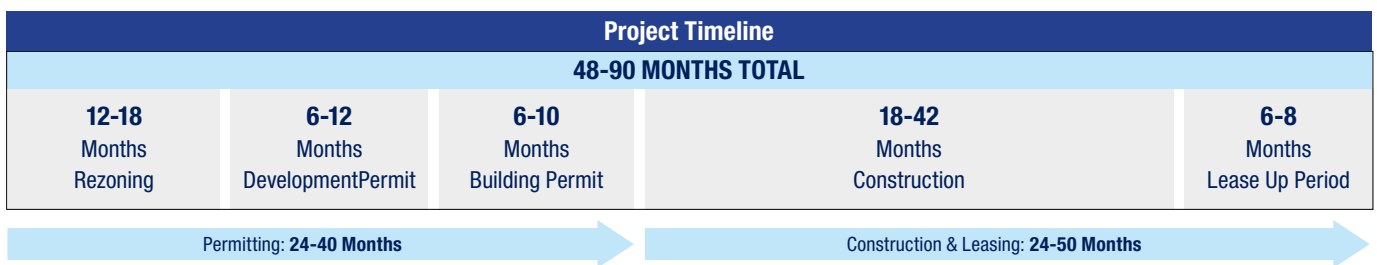 Project Timeline
48-90 MONTHS TOTAL
12-18
Months
Rezoning
6-12
Months
DevelopmentPermit
6-10
Months
Building Permit
18-42
Months
Construction
6-8
Months
Lease Up Period
Permitting: 24-40 Months
Construction & Leasing: 24-50 Months